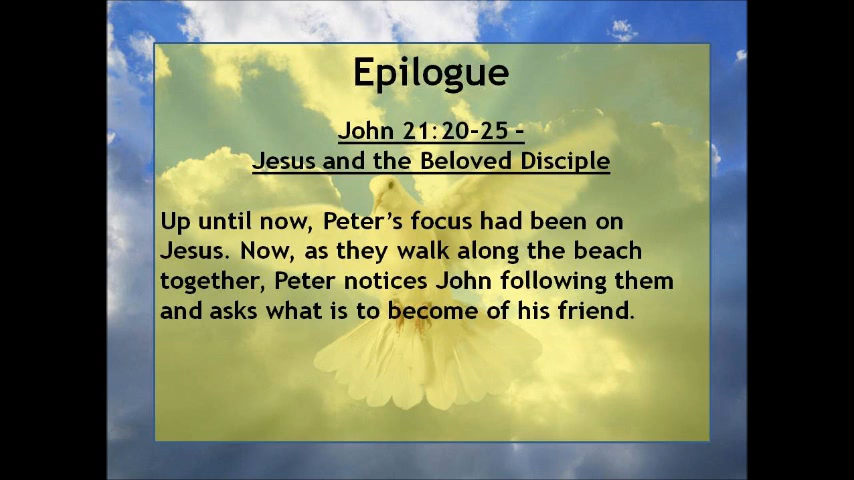 Epilogue
John 21:20-25 –
Jesus and the Beloved Disciple
Up until now, Peter’s focus had been on
Jesus. Now, as they walk along the beach
together, Peter notices John following them
and asks what is to become of his friend.